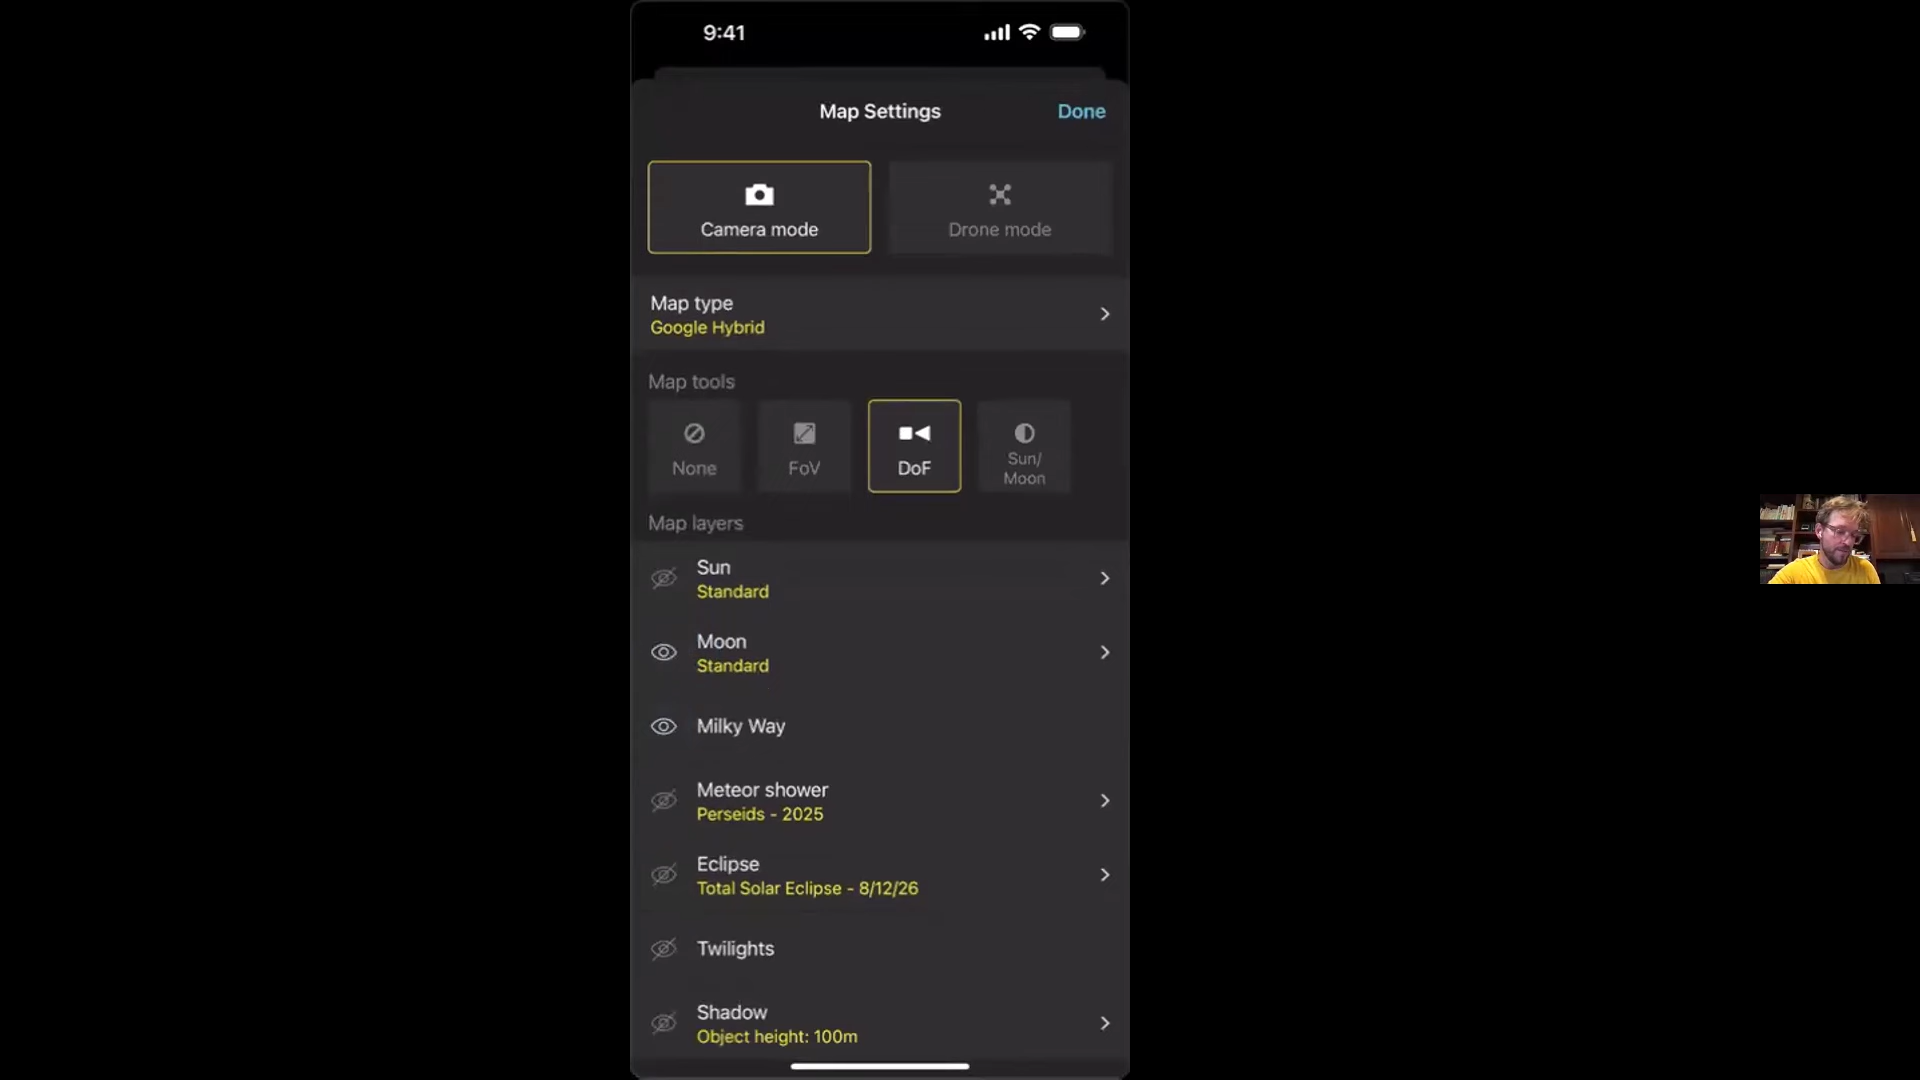 9:41
Map Settings
Done
Camera mode
Drone mode
Map type
Google Hybrid
Map tools
None
FoV
DoF
Sun/
Moon
Map layers
Sun
Standard
Moon
Standard
Milky Way
Meteor shower
Perseids - 2025
Eclipse
Total Solar Eclipse - 8/12/26
Twilights
Shadow
Object height: 100m